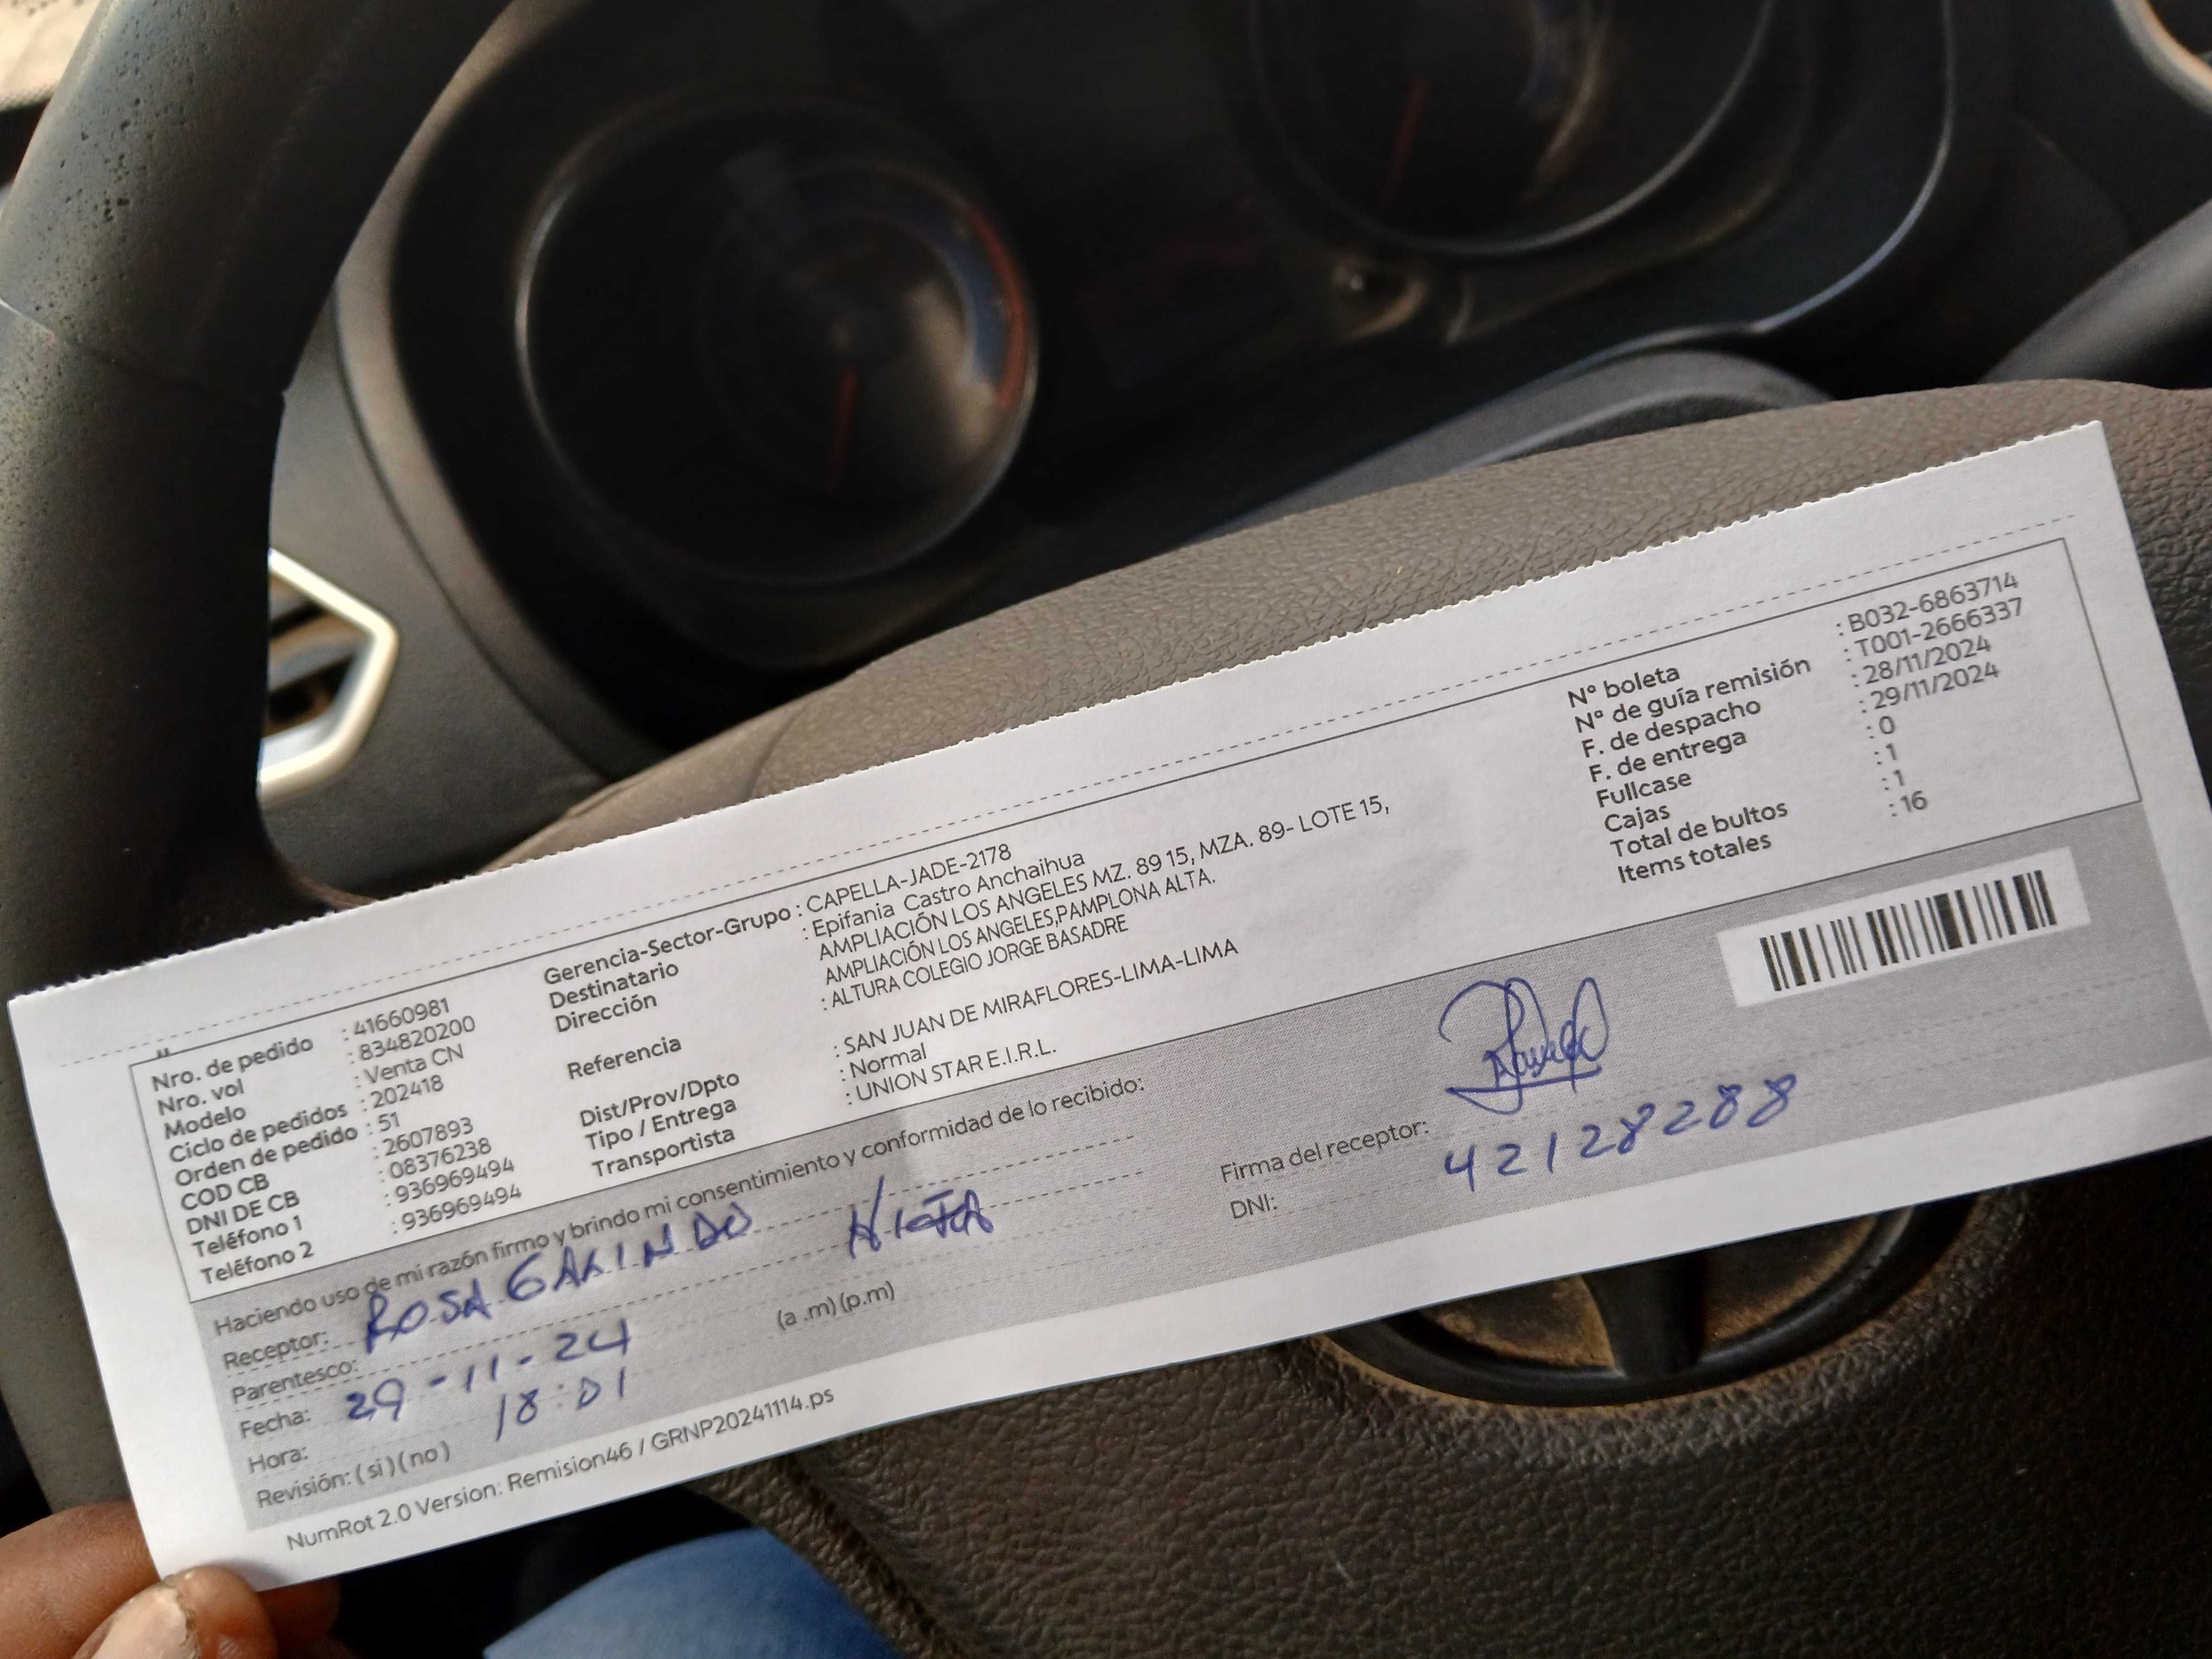 Nro. de pedido : 41660981
Nro. vol : 834820200
Modelo : Venta CN
Ciclo de pedidos : 202418
Orden de pedido : 51
COD CB : 2607893
DNI DE CB : 08376238
Teléfono 1 : 936969494
Teléfono 2 : 936969494
Gerencia-Sector-Grupo : CAPELLA-JADE-2178
Destinatario : Epifania Castro Anchaihua
Dirección AMPLIACIÓN LOS ANGELES MZ. 89 15, MZA. 89- LOTE 15,
AMPLIACIÓN LOS ANGELES,PAMPLONA ALTA.
Referencia : ALTURA COLEGIO JORGE BASADRE
Dist/Prov/Dpto : SAN JUAN DE MIRAFLORES-LIMA-LIMA
Tipo / Entrega : Normal
Transportista : UNION STAR E.I.R.L.
N° boleta : B032-6863714
N° de guía remisión : T001-2666337
F. de despacho : 28/11/2024
F. de entrega : 29/11/2024
Fullcase : 0
Cajas : 1
Total de bultos : 1
Items totales : 16
Haciendo uso de mi razón firmo y brindo mi consentimiento y conformidad de lo recibido:
Receptor: ROSA GALINDO NIETA
Parentesco:
Fecha: 29-11-24
Hora: 18:01 (a .m) (p.m)
Revisión: ( si ) ( no )
Firma del receptor:
DNI: 42128288
NumRot 2.0 Version: Remision46 / GRNP20241114.ps